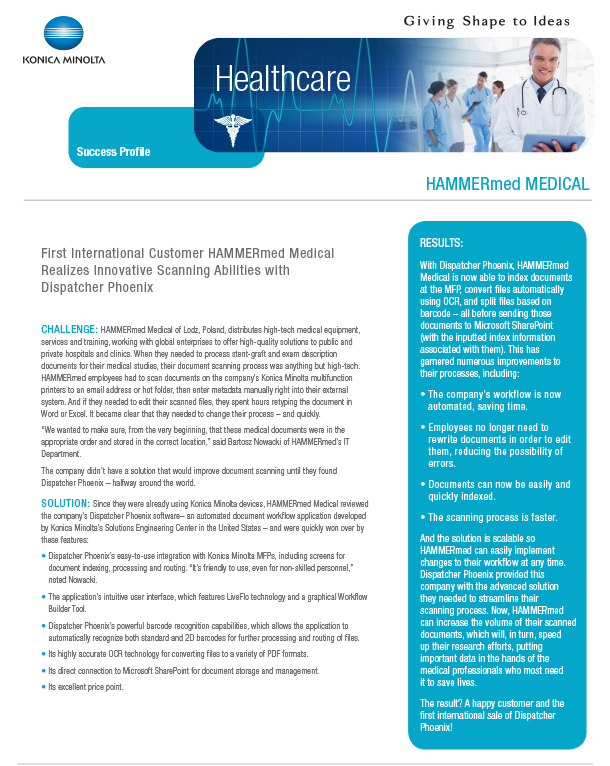 Giving Shape to Ideas
KONICA MINOLTA
Healthcare
Success Profile
HAMMERmed MEDICAL
First International Customer HAMMERmed Medical
Realizes Innovative Scanning Abilities with
Dispatcher Phoenix
CHALLENGE: HAMMERmed Medical of Lodz, Poland, distributes high-tech medical equipment,
services and training, working with global enterprises to offer high-quality solutions to public and
private hospitals and clinics. When they needed to process stent-graft and exam description
documents for their medical studies, their document scanning process was anything but high-tech.
HAMMERmed employees had to scan documents on the company's Konica Minolta multifunction
printers to an email address or hot folder, then enter metadata manually right into their external
system. And if they needed to edit their scanned files, they spent hours retyping the document in
Word or Excel. It became clear that they needed to change their process – and quickly.
"We wanted to make sure, from the very beginning, that these medical documents were in the
appropriate order and stored in the correct location," said Bartosz Nowacki of HAMMERmed's IT
Department.
The company didn't have a solution that would improve document scanning until they found
Dispatcher Phoenix – halfway around the world.
SOLUTION: Since they were already using Konica Minolta devices, HAMMERmed Medical reviewed
the company's Dispatcher Phoenix software– an automated document workflow application developed
by Konica Minolta's Solutions Engineering Center in the United States – and were quickly won over by
these features:
• Dispatcher Phoenix's easy-to-use integration with Konica Minolta MFPs, including screens for
document indexing, processing and routing. "It's friendly to use, even for non-skilled personnel,"
noted Nowacki.
• The application's intuitive user interface, which features LiveFlo technology and a graphical Workflow
Builder Tool.
• Dispatcher Phoenix's powerful barcode recognition capabilities, which allows the application to
automatically recognize both standard and 2D barcodes for further processing and routing of files.
• Its highly accurate OCR technology for converting files to a variety of PDF formats.
• Its direct connection to Microsoft SharePoint for document storage and management.
• Its excellent price point.
RESULTS:
With Dispatcher Phoenix, HAMMERmed
Medical is now able to index documents
at the MFP, convert files automatically
using OCR, and split files based on
barcode – all before sending those
documents to Microsoft SharePoint
(with the inputted index information
associated with them). This has
garnered numerous improvements to
their processes, including:
• The company's workflow is now
automated, saving time.
• Employees no longer need to
rewrite documents in order to edit
them, reducing the possibility of
errors.
• Documents can now be easily and
quickly indexed.
• The scanning process is faster.
And the solution is scalable so
HAMMERmed can easily implement
changes to their workflow at any time.
Dispatcher Phoenix provided this
company with the advanced solution
they needed to streamline their
scanning process. Now, HAMMERmed
can increase the volume of their scanned
documents, which will, in turn, speed
up their research efforts, putting
important data in the hands of the
medical professionals who most need
it to save lives.
The result? A happy customer and the
first international sale of Dispatcher
Phoenix!